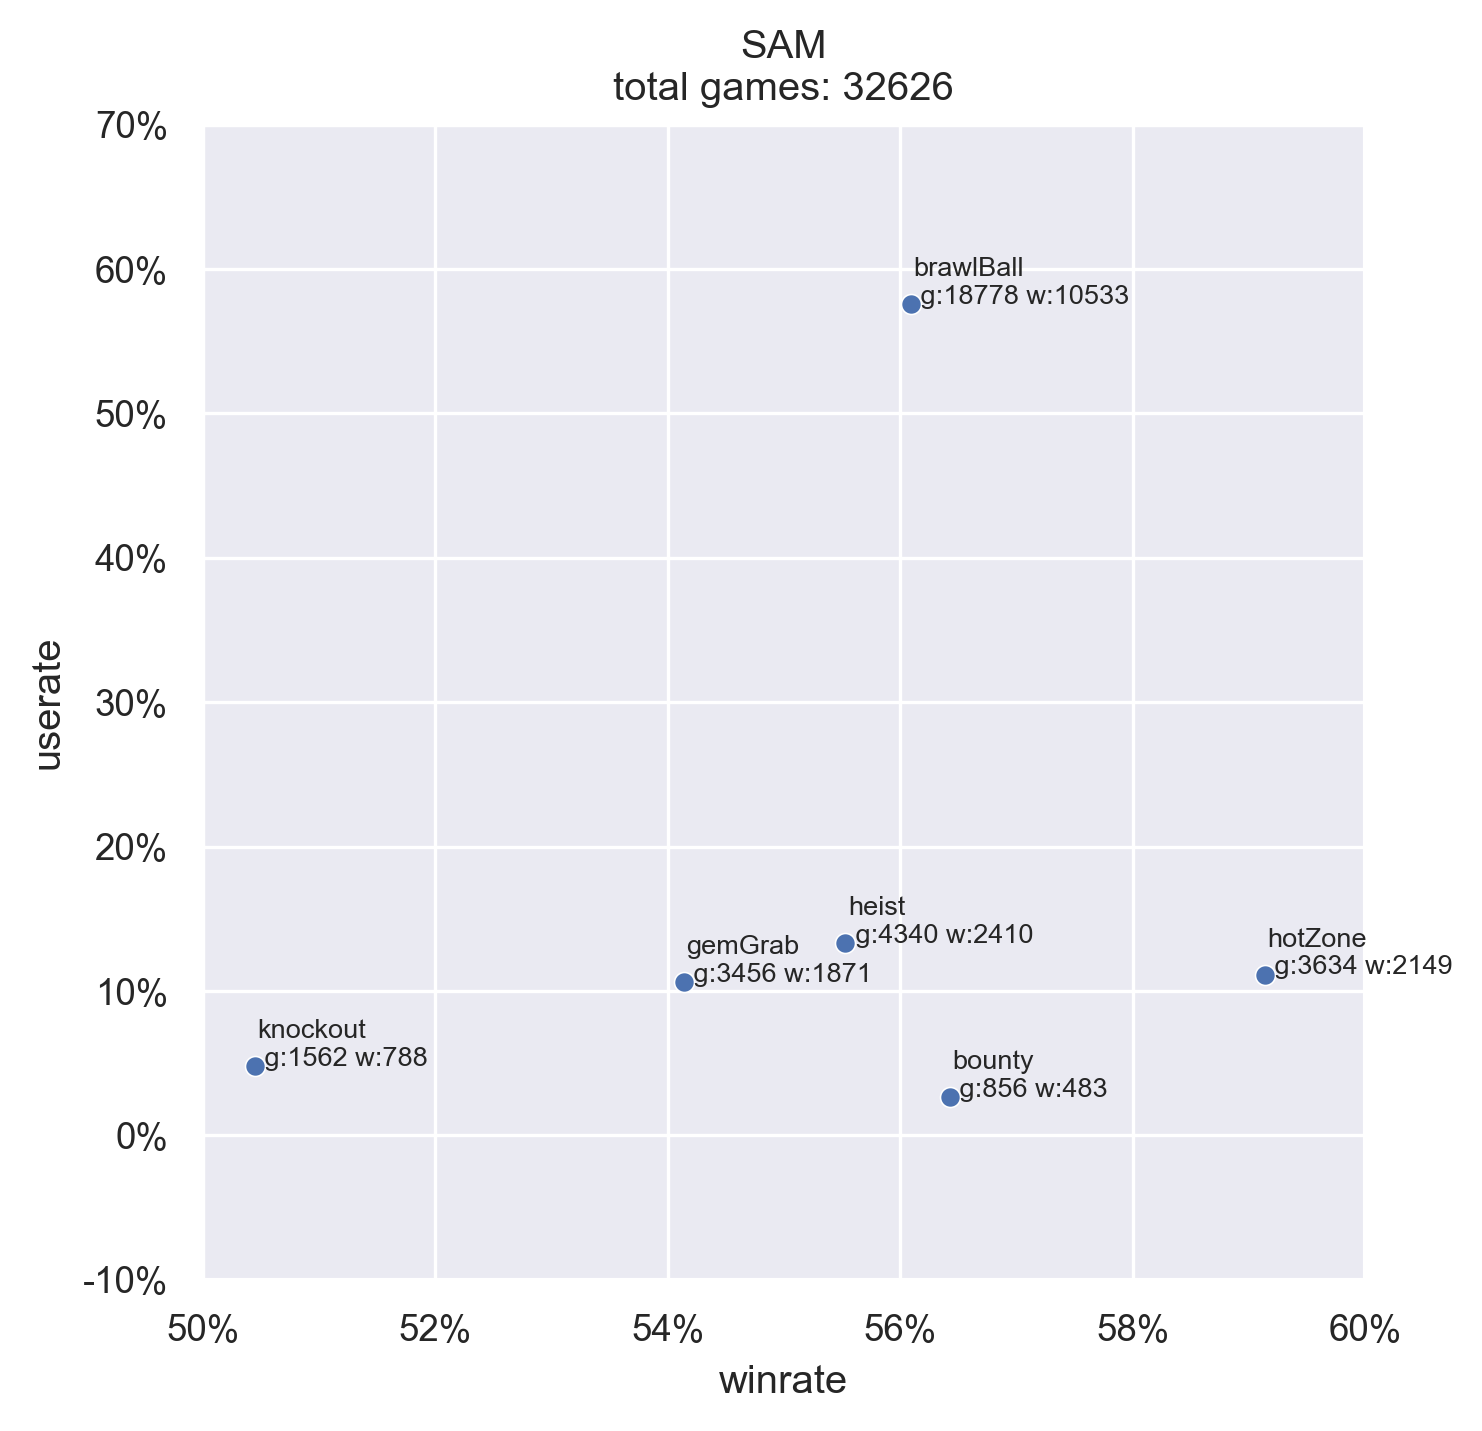 SAM
total games: 32626
70%
60%
50%
40%
30%
20%
10%
0%
-10%
userate
brawlBall
g:18778 w:10533
heist
g:4340 w:2410
gemGrab
g:3456 w:1871
hotZone
g:3634 w:2149
knockout
g:1562 w:788
bounty
g:856 w:483
50%
52%
54%
56%
58%
60%
winrate